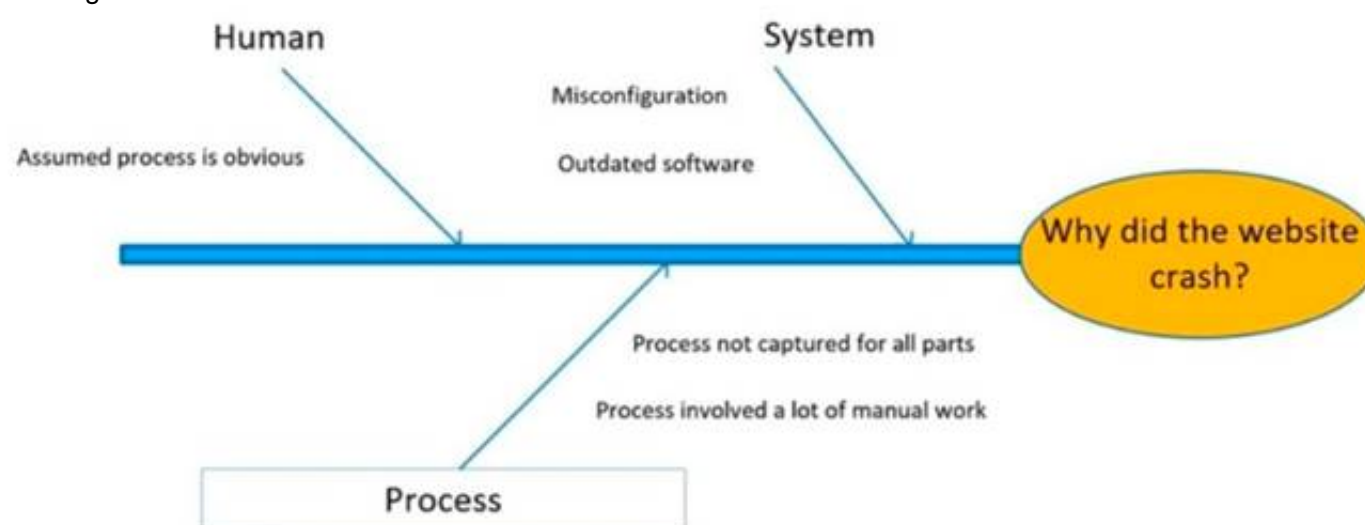 Human
System
Misconfiguration
Assumed process is obvious
Outdated software
Why did the website
crash?
Process not captured for all parts
Process involved a lot of manual work
Process